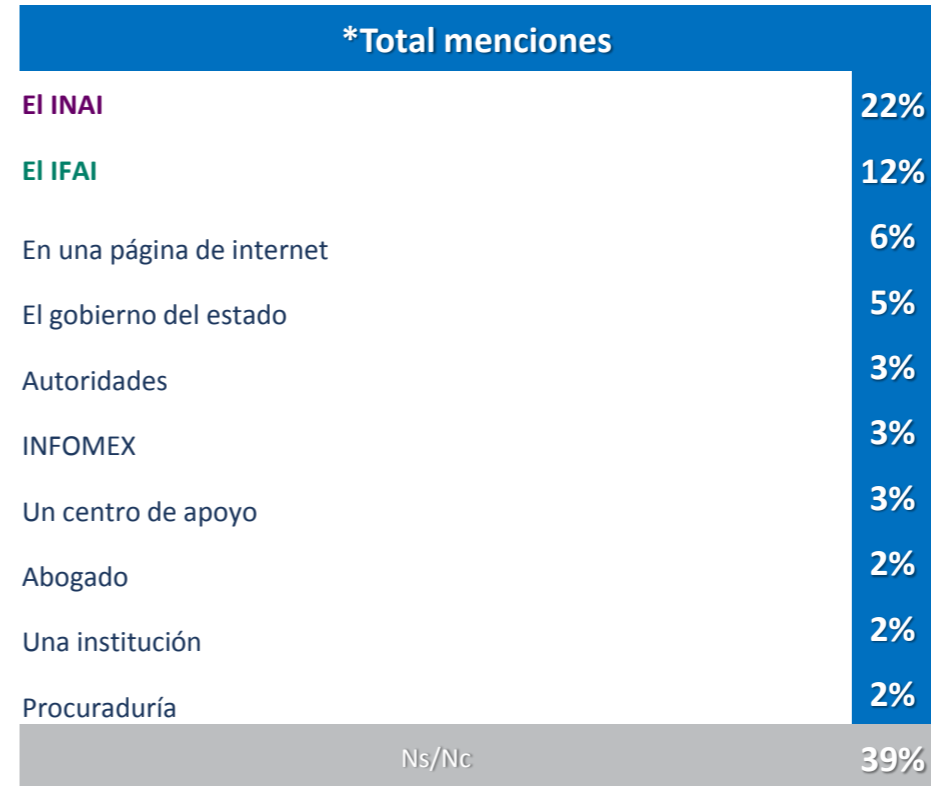 *Total menciones
El INAI 22%
El IFAI 12%
En una página de internet 6%
El gobierno del estado 5%
Autoridades 3%
INFOMEX 3%
Un centro de apoyo 3%
Abogado 2%
Una institución 2%
Procuraduría 2%
Ns/Nc 39%